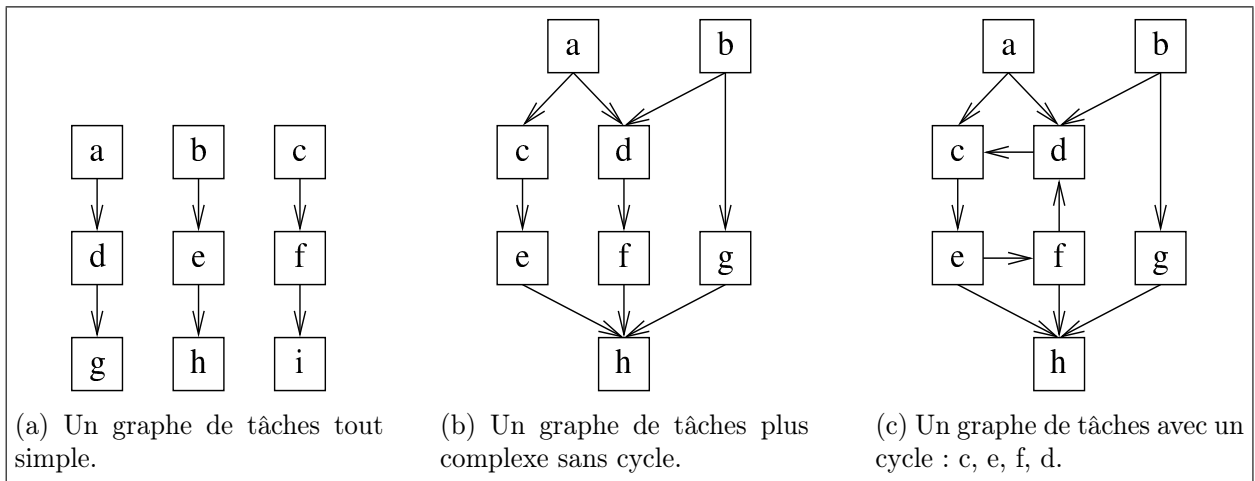 a b c
d e f
g h i
(a) Un graphe de tâches tout
simple.
a b
c d
e f g
h
(b) Un graphe de tâches plus
complexe sans cycle.
a b
c d
e f g
h
(c) Un graphe de tâches avec un
cycle : c, e, f, d.